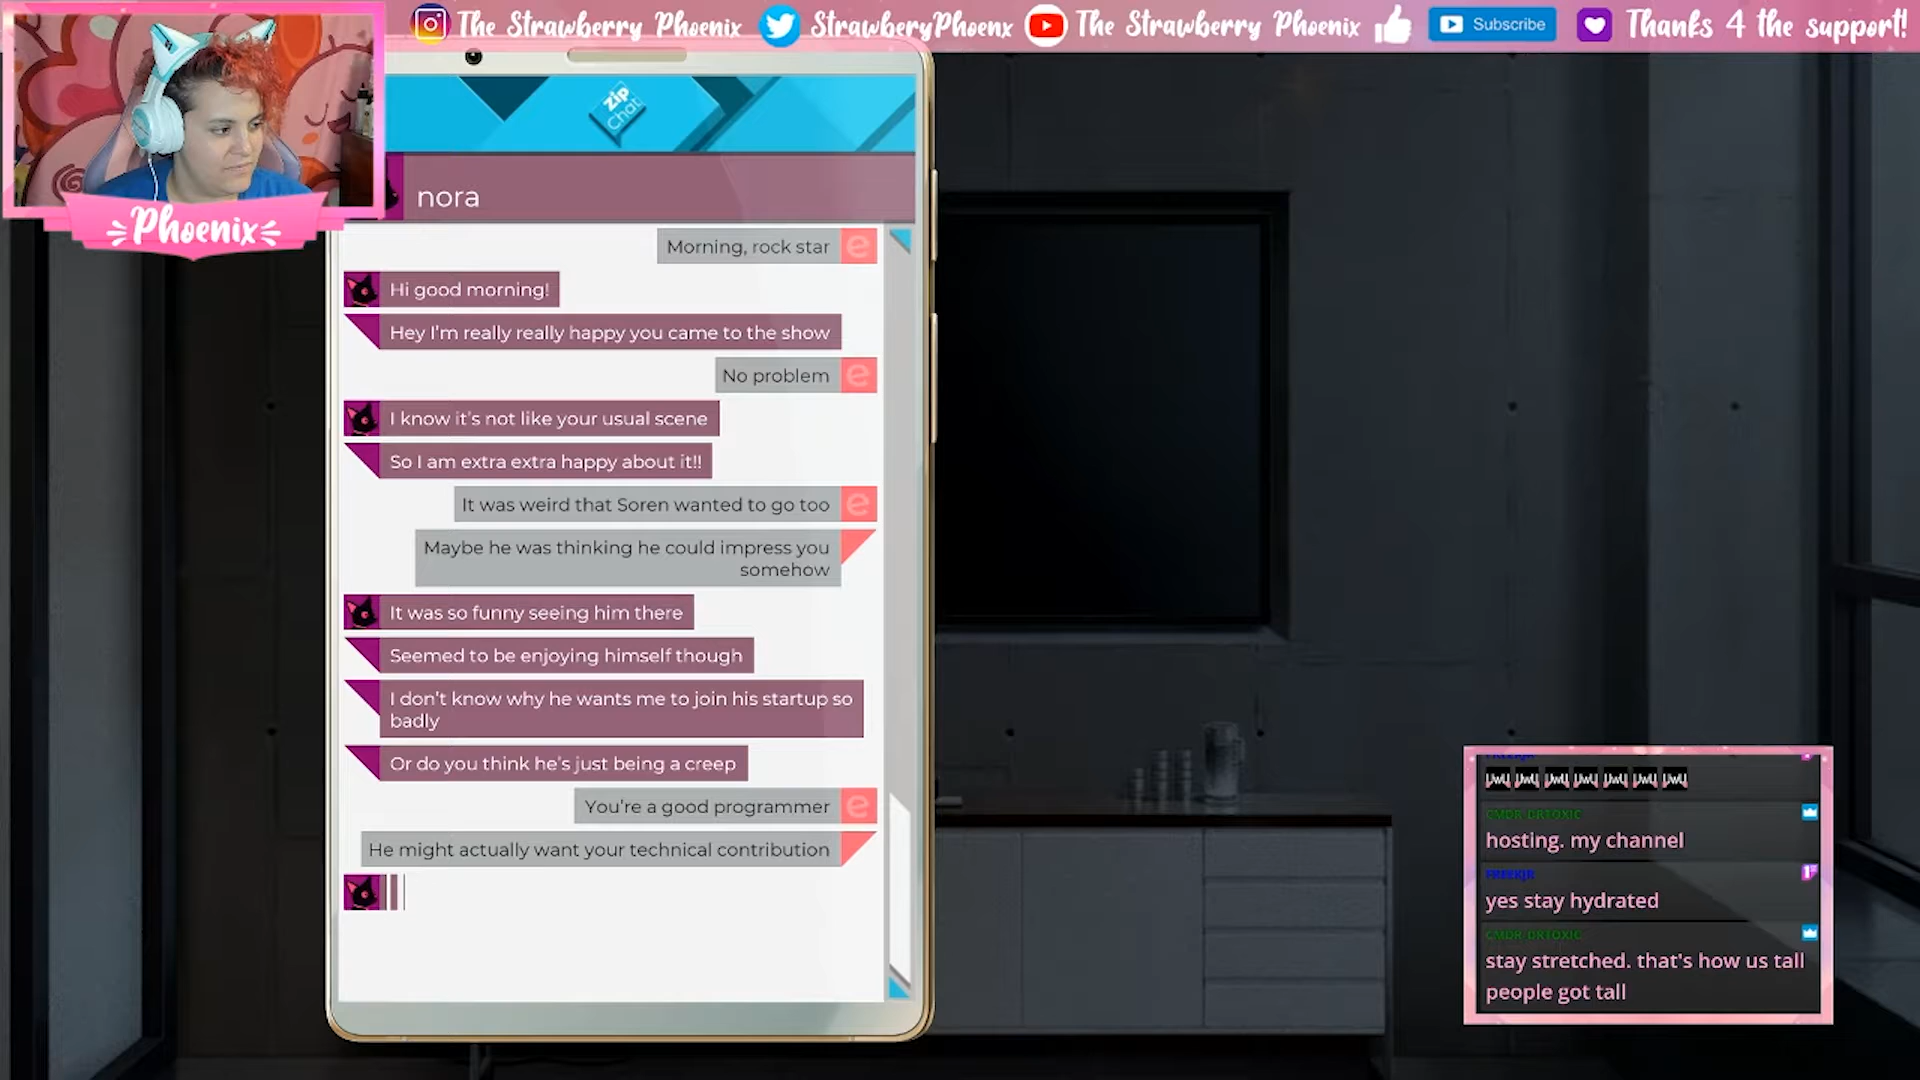 The Strawberry Phoenix
StrawberyPhoenx
The Strawberry Phoenix
Subscribe
Thanks 4 the support!
Phoenix
zip
Chat
nora
Morning, rock star
e
Hi good morning!
Hey I'm really really happy you came to the show
No problem
e
I know it's not like your usual scene
So I am extra extra happy about it!!
It was weird that Soren wanted to go too
e
Maybe he was thinking he could impress you
somehow
It was so funny seeing him there
Seemed to be enjoying himself though
I don't know why he wants me to join his startup so
badly
Or do you think he's just being a creep
You're a good programmer
e
He might actually want your technical contribution
UWU UWU UWU UWU UWU UWU UWU
CMDR DRTOXIC
hosting. my channel
FREEKJR
yes stay hydrated
CMDR DRTOXIC
stay stretched. that's how us tall
people got tall